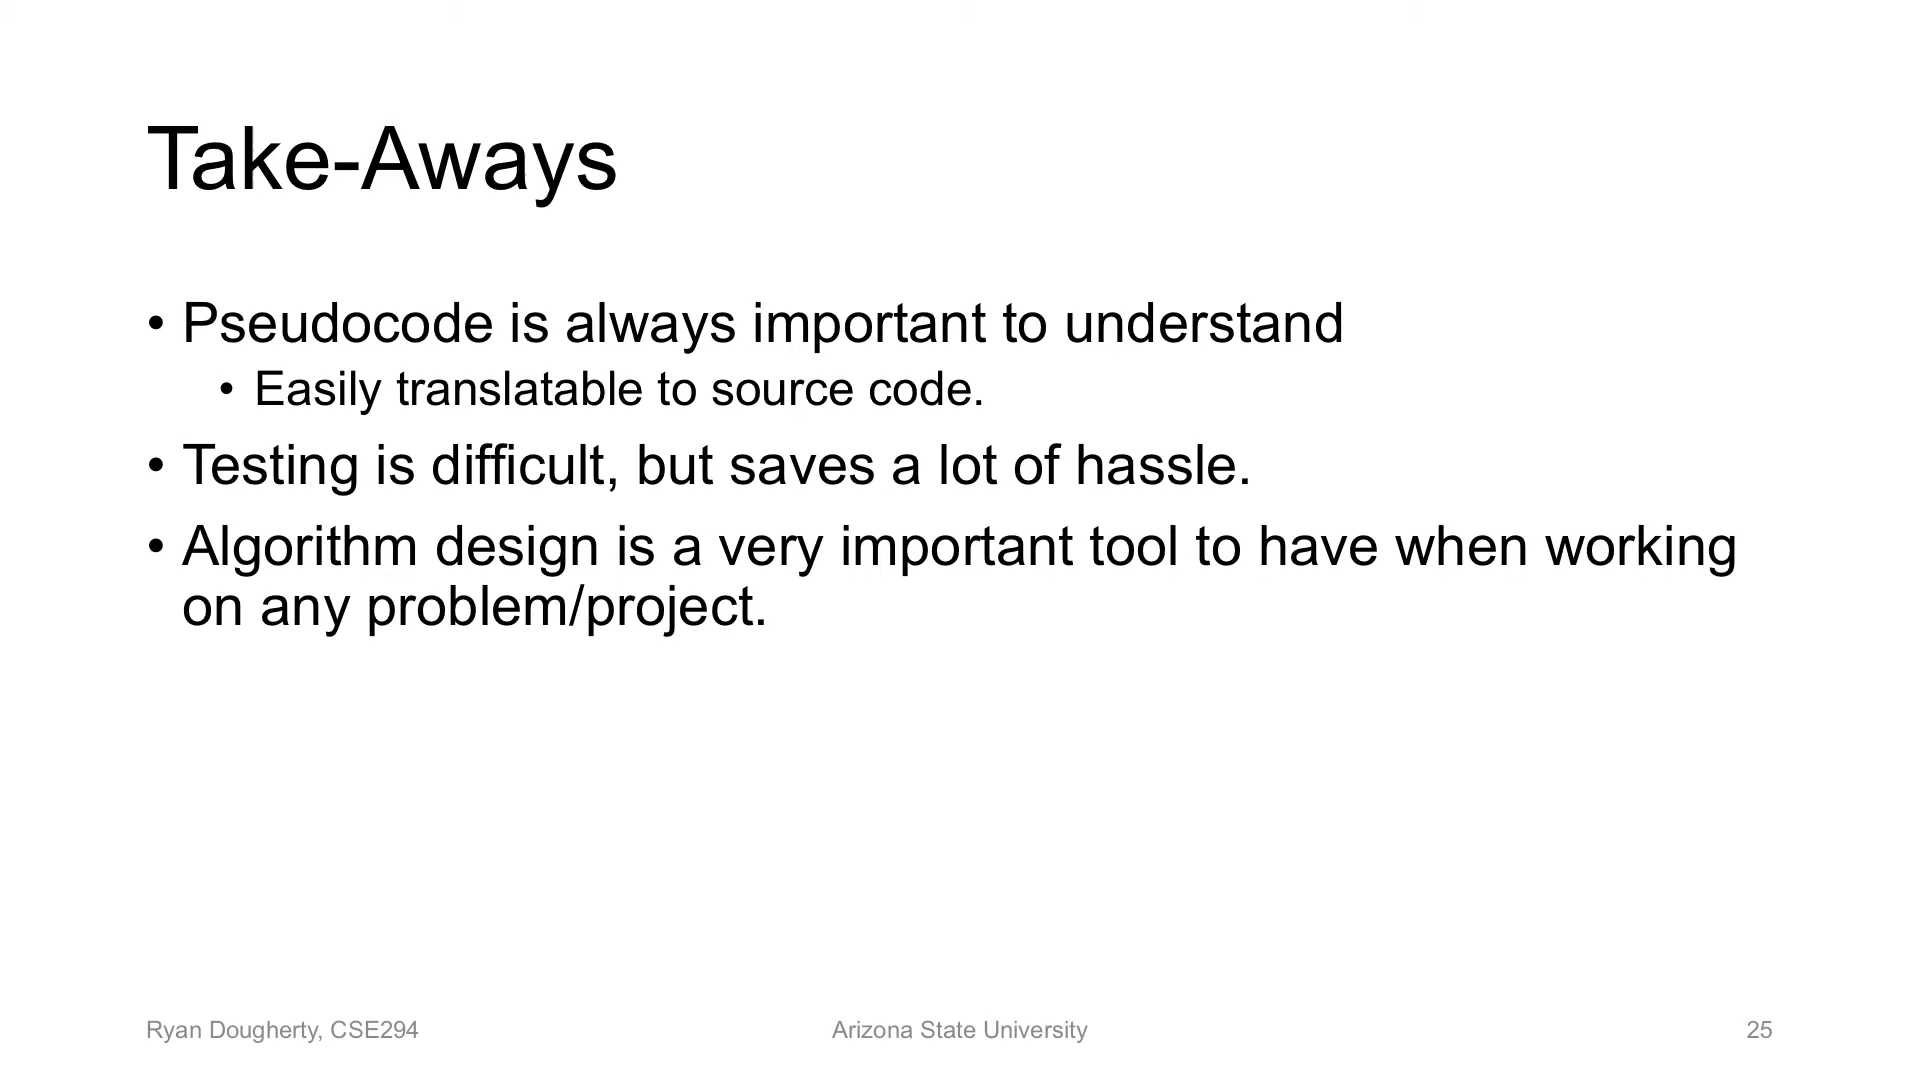 Take-Aways
• Pseudocode is always important to understand
• Easily translatable to source code.
• Testing is difficult, but saves a lot of hassle.
• Algorithm design is a very important tool to have when working
on any problem/project.
Ryan Dougherty, CSE294
Arizona State University
25